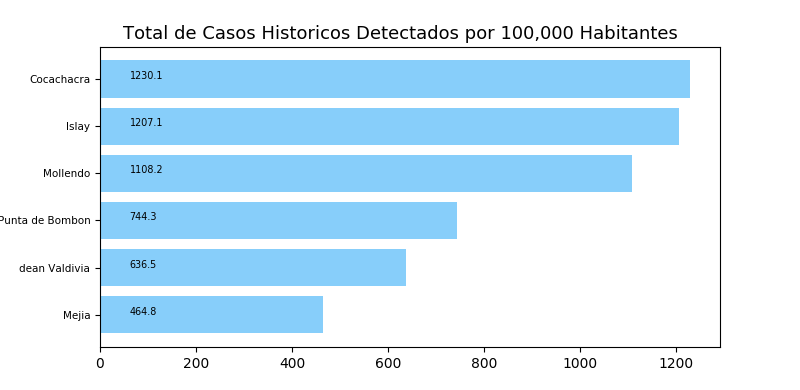 Total de Casos Historicos Detectados por 100,000 Habitantes
Cocachacra 1230.1
Islay 1207.1
Mollendo 1108.2
Punta de Bombon 744.3
dean Valdivia 636.5
Mejia 464.8
0 200 400 600 800 1000 1200